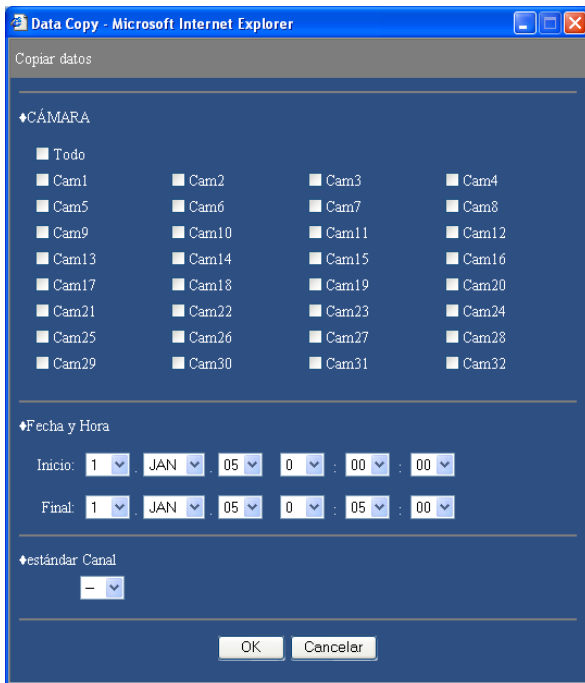 Data Copy - Microsoft Internet Explorer
Copiar datos
♦CÁMARA
Todo
Cam1 Cam2 Cam3 Cam4
Cam5 Cam6 Cam7 Cam8
Cam9 Cam10 Cam11 Cam12
Cam13 Cam14 Cam15 Cam16
Cam17 Cam18 Cam19 Cam20
Cam21 Cam22 Cam23 Cam24
Cam25 Cam26 Cam27 Cam28
Cam29 Cam30 Cam31 Cam32
♦Fecha y Hora
Inicio: 1 . JAN . 05 0 : 00 : 00
Final: 1 . JAN . 05 0 : 05 : 00
♦estándar Canal
–
OK Cancelar